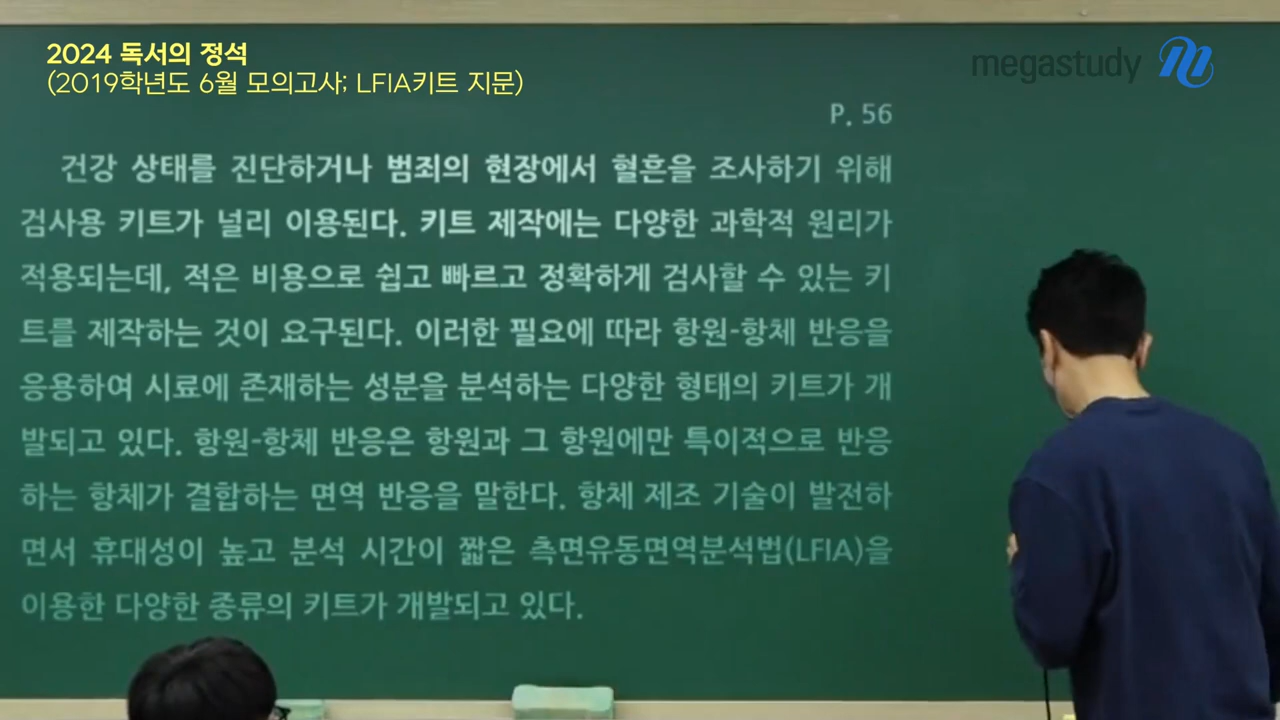 2024 독서의 정석
(2019학년도 6월 모의고사; LFIA키트 지문)
megastudy
P. 56
건강 상태를 진단하거나 범죄의 현장에서 혈흔을 조사하기 위해
검사용 키트가 널리 이용된다. 키트 제작에는 다양한 과학적 원리가
적용되는데, 적은 비용으로 쉽고 빠르고 정확하게 검사할 수 있는 키
트를 제작하는 것이 요구된다. 이러한 필요에 따라 항원-항체 반응을
응용하여 시료에 존재하는 성분을 분석하는 다양한 형태의 키트가 개
발되고 있다. 항원-항체 반응은 항원과 그 항원에만 특이적으로 반응
하는 항체가 결합하는 면역 반응을 말한다. 항체 제조 기술이 발전하
면서 휴대성이 높고 분석 시간이 짧은 측면유동면역분석법(LFIA)을
이용한 다양한 종류의 키트가 개발되고 있다.